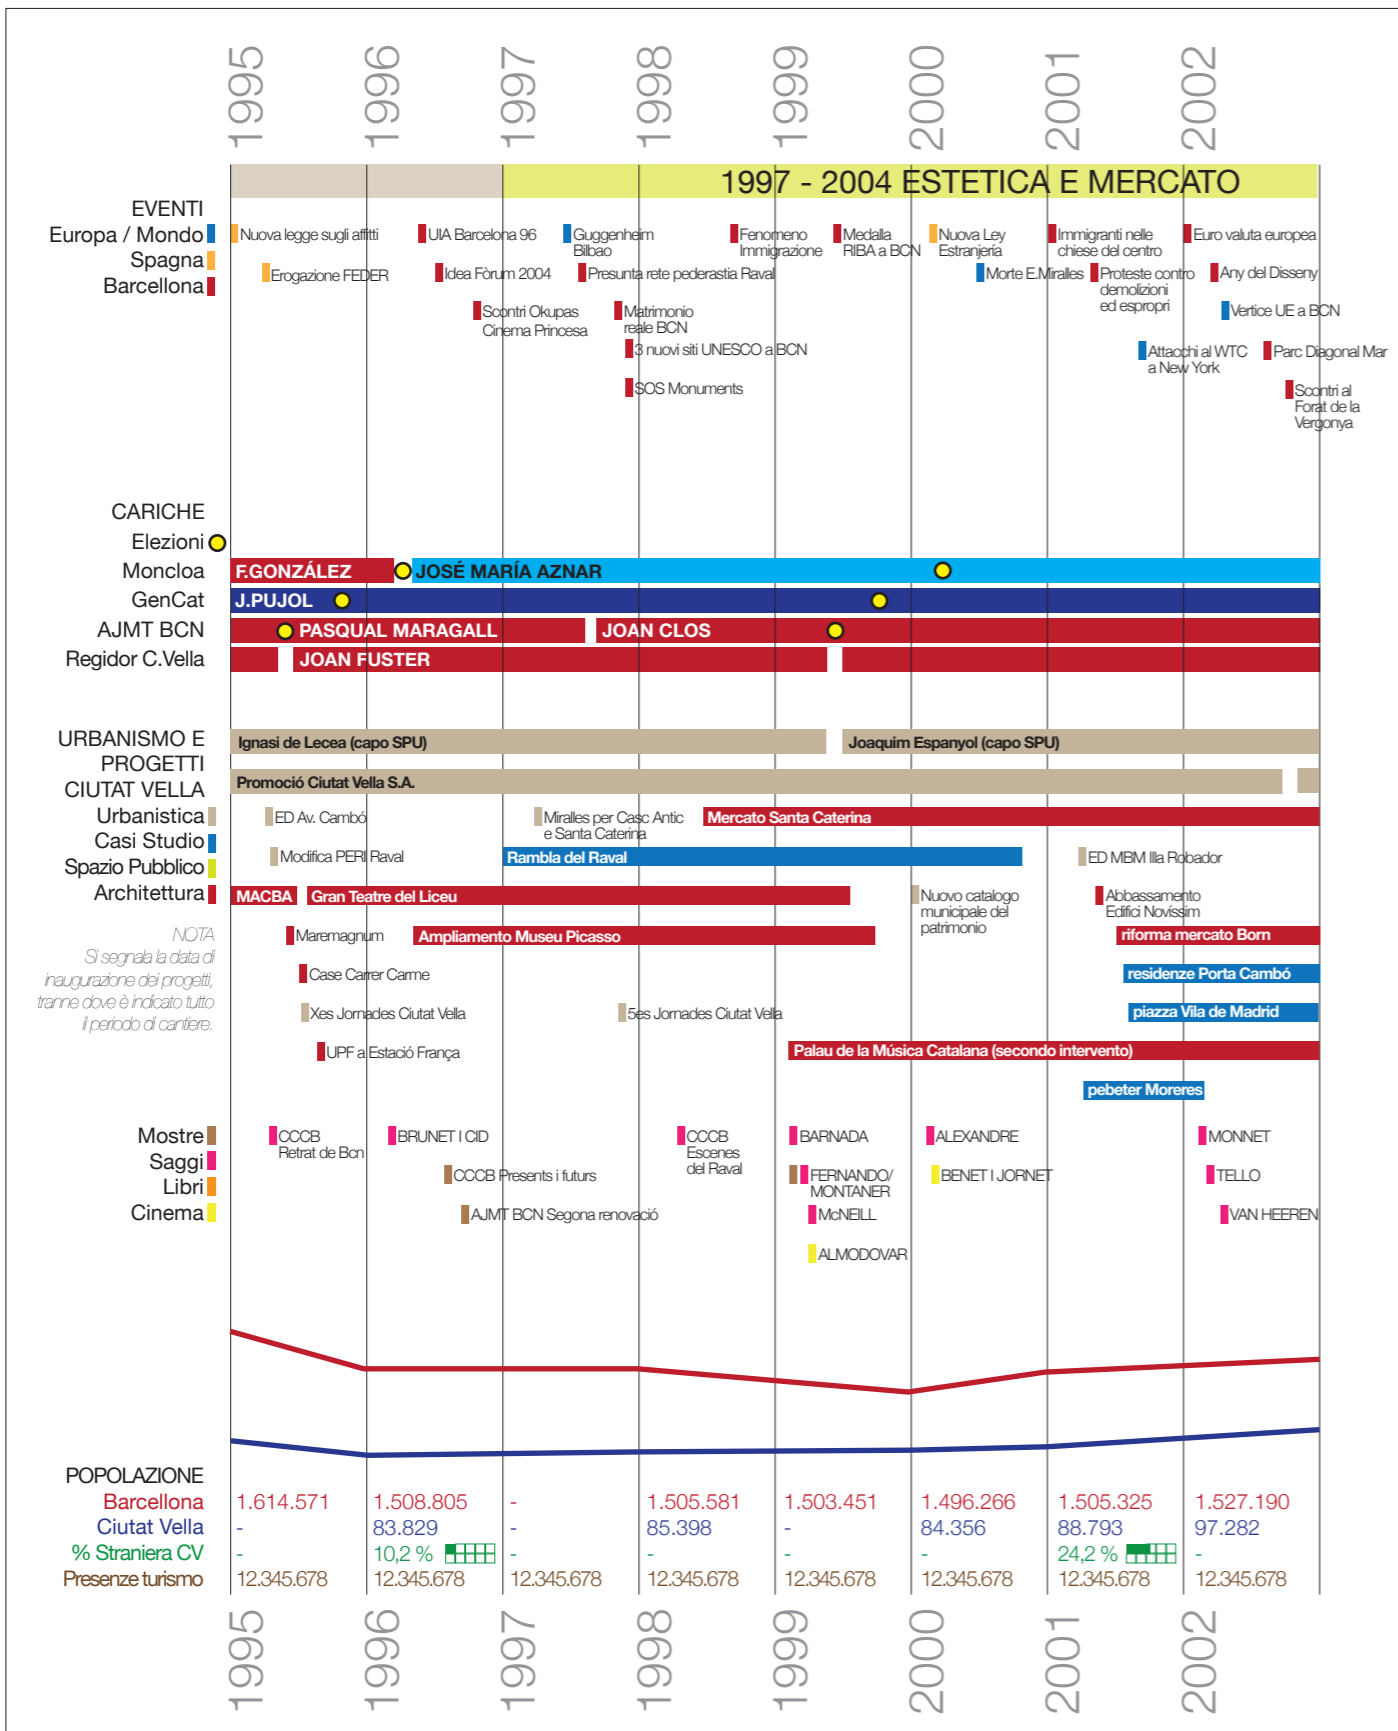 1995 1996 1997 1998 1999 2000 2001 2002
1997 - 2004 ESTETICA E MERCATO
EVENTI
Europa / Mondo
Spagna
Barcellona
Nuova legge sugli affitti
UIA Barcelona 96
Guggenheim
Bilbao
Fenomeno
Immigrazione
Medalla
RIBA a BCN
Nuova Ley
Estranjería
Immigranti nelle
chiese del centro
Euro valuta europea
Erogazione FEDER
Idea Fòrum 2004
Presunta rete pederastia Raval
Morte E.Miralles
Proteste contro
demolizioni
ed espropri
Any del Disseny
Scontri Okupas
Cinema Princesa
Matrimonio
reale BCN
Vertice UE a BCN
3 nuovi siti UNESCO a BCN
Attacchi al WTC
a New York
Parc Diagonal Mar
SOS Monuments
Scontri al
Forat de la
Vergonya
CARICHE
Elezioni
Moncloa
F.GONZÁLEZ
JOSÉ MARÍA AZNAR
GenCat
J.PUJOL
AJMT BCN
PASQUAL MARAGALL
JOAN CLOS
Regidor C.Vella
JOAN FUSTER
URBANISMO E
PROGETTI
CIUTAT VELLA
Ignasi de Lecea (capo SPU)
Joaquim Espanyol (capo SPU)
Promoció Ciutat Vella S.A.
Urbanistica
Casi Studio
Spazio Pubblico
Architettura
ED Av. Cambó
Miralles per Casc Antic
e Santa Caterina
Mercato Santa Caterina
Modifica PERI Raval
Rambla del Raval
ED MBM Illa Robador
MACBA
Gran Teatre del Liceu
Nuovo catalogo
municipale del
patrimonio
Abbassamento
Edifici Novíssim
NOTA
Si segnala la data di
inaugurazione dei progetti,
tranne dove è indicato tutto
il periodo di cantiere.
Maremagnum
Ampliamento Museu Picasso
riforma mercato Born
Case Carrer Carme
residenze Porta Cambó
Xes Jornades Ciutat Vella
5es Jornades Ciutat Vella
piazza Vila de Madrid
UPF a Estació França
Palau de la Música Catalana (secondo intervento)
pebeter Moreres
Mostre
Saggi
Libri
Cinema
CCCB
Retrat de Bcn
BRUNET I CID
CCCB
Escenes
del Raval
BARNADA
ALEXANDRE
MONNET
CCCB Presents i futurs
FERNANDO/
MONTANER
BENET I JORNET
TELLO
AJMT BCN Segona renovació
McNEILL
VAN HEEREN
ALMODOVAR
POPOLAZIONE
Barcellona 1.614.571 1.508.805 - 1.505.581 1.503.451 1.496.266 1.505.325 1.527.190
Ciutat Vella - 83.829 - 85.398 - 84.356 88.793 97.282
% Straniera CV - 10,2 % - - - - 24,2 % -
Presenze turismo 12.345.678 12.345.678 12.345.678 12.345.678 12.345.678 12.345.678 12.345.678 12.345.678
1995 1996 1997 1998 1999 2000 2001 2002